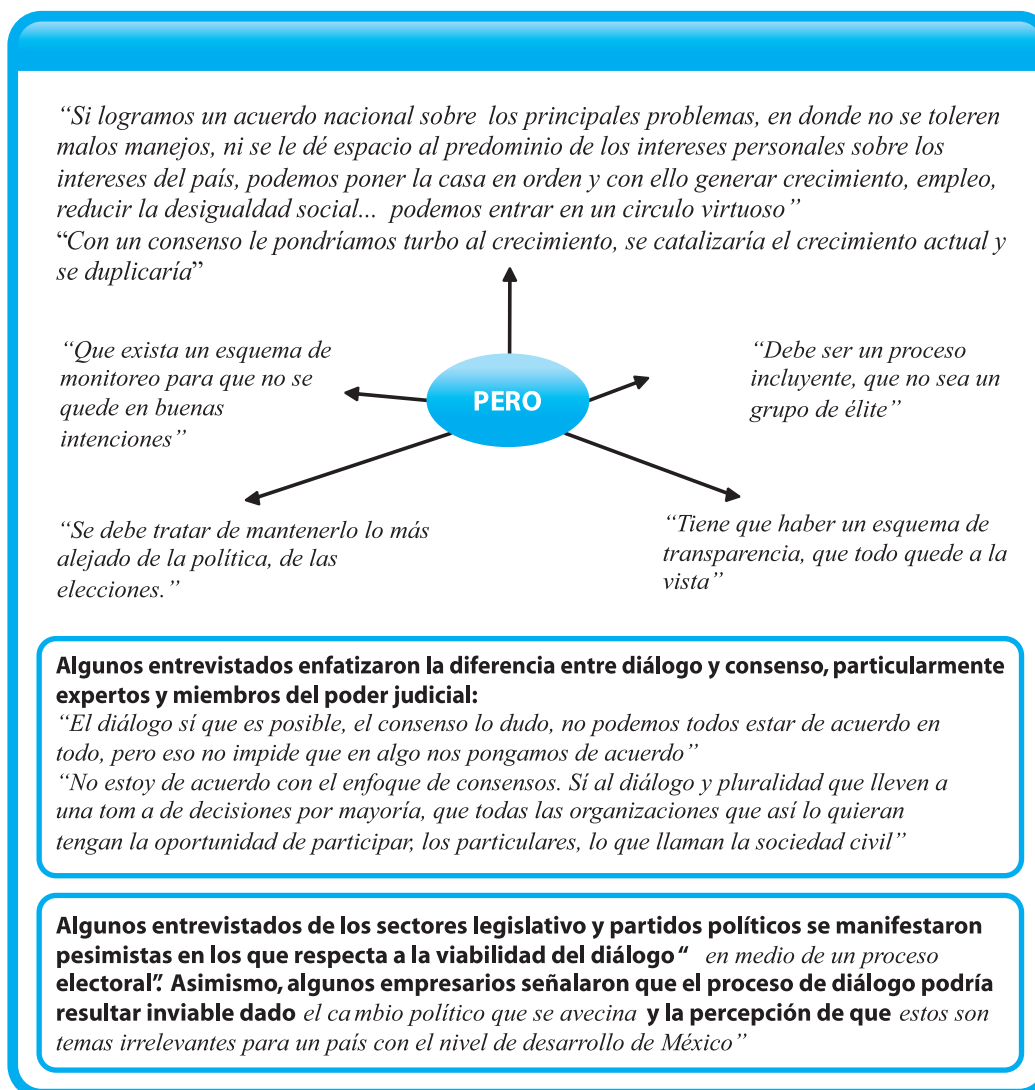 “Si logramos un acuerdo nacional sobre los principales problemas, en donde no se toleren
malos manejos, ni se le dé espacio al predominio de los intereses personales sobre los
intereses del país, podemos poner la casa en orden y con ello generar crecimiento, empleo,
reducir la desigualdad social... podemos entrar en un circulo virtuoso”
“Con un consenso le pondríamos turbo al crecimiento, se catalizaría el crecimiento actual y
se duplicaría”
“Que exista un esquema de
monitoreo para que no se
quede en buenas
intenciones”
PERO
“Debe ser un proceso
incluyente, que no sea un
grupo de élite”
“Se debe tratar de mantenerlo lo más
alejado de la política, de las
elecciones.”
“Tiene que haber un esquema de
transparencia, que todo quede a la
vista”
Algunos entrevistados enfatizaron la diferencia entre diálogo y consenso, particularmente
expertos y miembros del poder judicial:
“El diálogo sí que es posible, el consenso lo dudo, no podemos todos estar de acuerdo en
todo, pero eso no impide que en algo nos pongamos de acuerdo”
“No estoy de acuerdo con el enfoque de consensos. Sí al diálogo y pluralidad que lleven a
una tom a de decisiones por mayoría, que todas las organizaciones que así lo quieran
tengan la oportunidad de participar, los particulares, lo que llaman la sociedad civil”
Algunos entrevistados de los sectores legislativo y partidos políticos se manifestaron
pesimistas en los que respecta a la viabilidad del diálogo “ en medio de un proceso
electoral”. Asimismo, algunos empresarios señalaron que el proceso de diálogo podría
resultar inviable dado el ca mbio político que se avecina y la percepción de que estos son
temas irrelevantes para un país con el nivel de desarrollo de México”